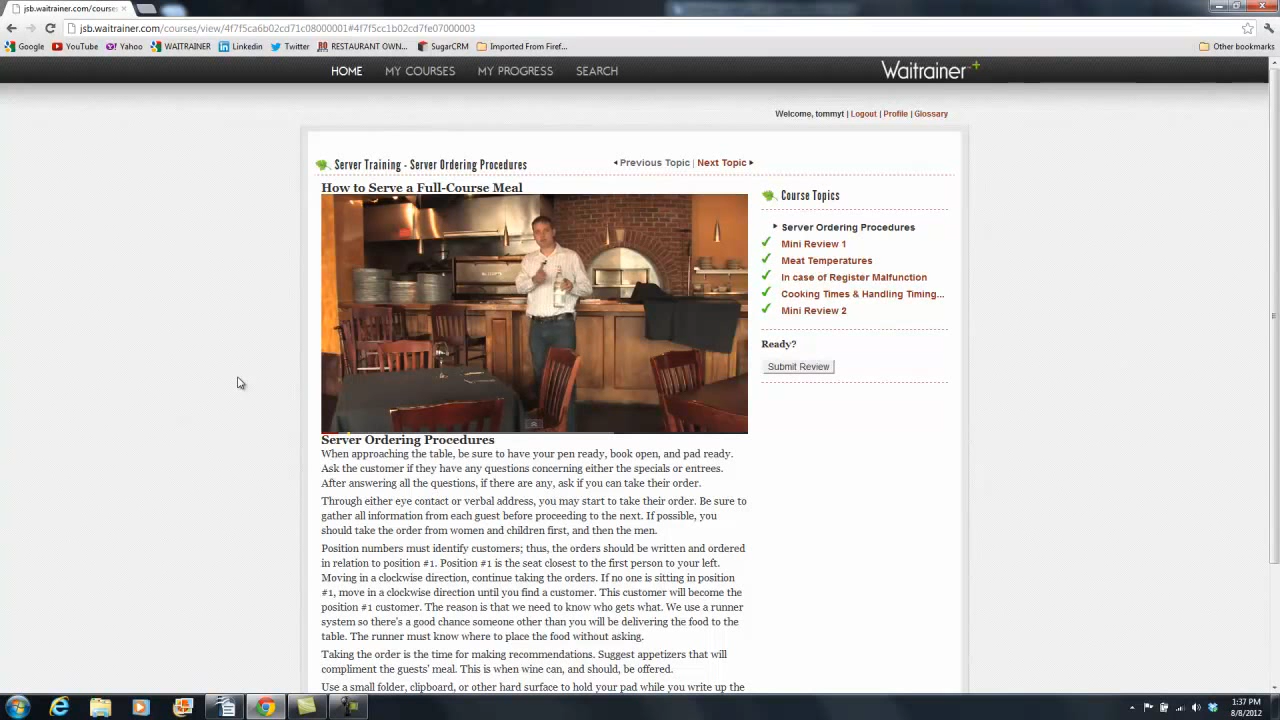 jsb.waitrainer.com/course
jsb.waitrainer.com/courses/view/4f7f5ca6b02cd71c08000001#4f7f5cc1b02cd7fe07000003
Google YouTube Yahoo WAITRAINER Linkedin Twitter RESTAURANT OWN... SugarCRM Imported From Firef... Other bookmarks
HOME MY COURSES MY PROGRESS SEARCH Waitrainer+
Welcome, tommyt | Logout | Profile | Glossary
Server Training - Server Ordering Procedures
Previous Topic | Next Topic
How to Serve a Full-Course Meal
Server Ordering Procedures
When approaching the table, be sure to have your pen ready, book open, and pad ready.
Ask the customer if they have any questions concerning either the specials or entrees.
After answering all the questions, if there are any, ask if you can take their order.
Through either eye contact or verbal address, you may start to take their order. Be sure to
gather all information from each guest before proceeding to the next. If possible, you
should take the order from women and children first, and then the men.
Position numbers must identify customers; thus, the orders should be written and ordered
in relation to position #1. Position #1 is the seat closest to the first person to your left.
Moving in a clockwise direction, continue taking the orders. If no one is sitting in position
#1, move in a clockwise direction until you find a customer. This customer will become the
position #1 customer. The reason is that we need to know who gets what. We use a runner
system so there's a good chance someone other than you will be delivering the food to the
table. The runner must know where to place the food without asking.
Taking the order is the time for making recommendations. Suggest appetizers that will
compliment the guests' meal. This is when wine can, and should, be offered.
Use a small folder, clipboard, or other hard surface to hold your pad while you write up the
Course Topics
Server Ordering Procedures
Mini Review 1
Meat Temperatures
In case of Register Malfunction
Cooking Times & Handling Timing...
Mini Review 2
Ready?
Submit Review
1:37 PM
8/8/2012